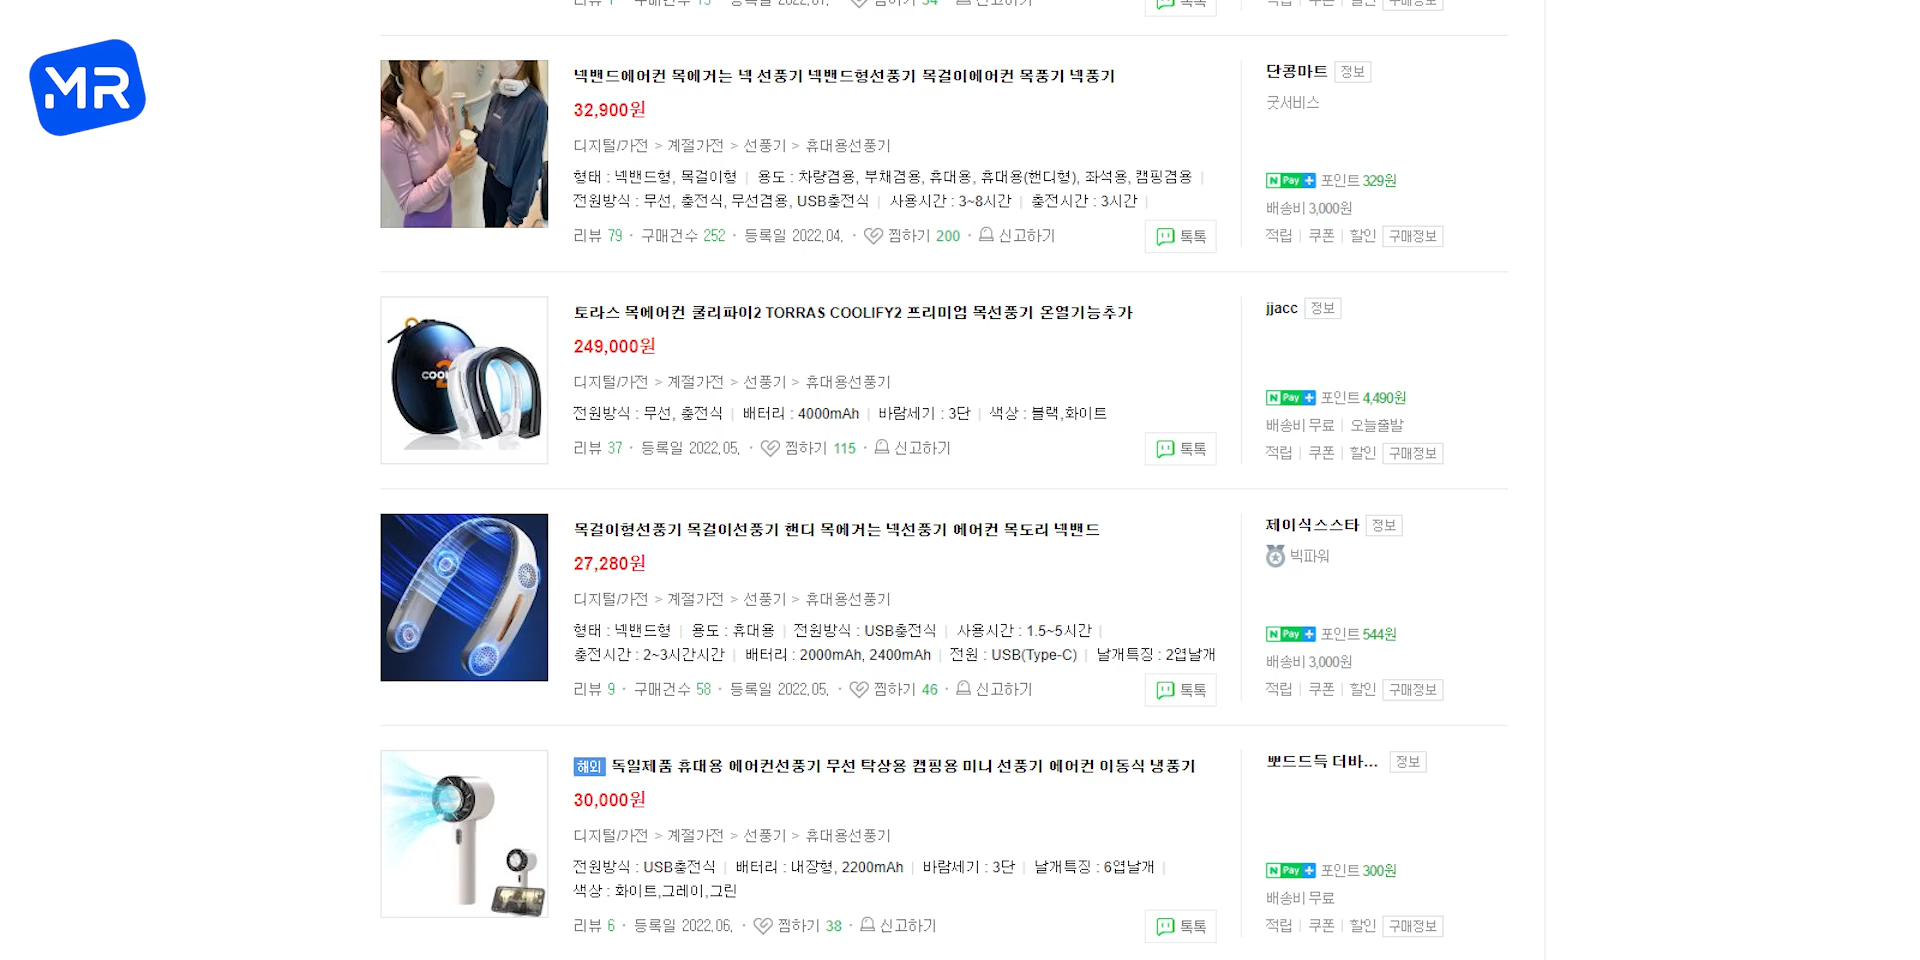 리뷰 1 · 구매건수 15 · 등록일 2022.07. · 찜하기 34 · 신고하기
톡톡
적립 | 쿠폰 | 할인 구매정보
MR
넥밴드에어컨 목에거는 넥 선풍기 넥밴드형선풍기 목걸이에어컨 목풍기 넥풍기
32,900원
디지털/가전 > 계절가전 > 선풍기 > 휴대용선풍기
형태 : 넥밴드형, 목걸이형 | 용도 : 차량겸용, 부채겸용, 휴대용, 휴대용(핸디형), 좌석용, 캠핑겸용 |
전원방식 : 무선, 충전식, 무선겸용, USB충전식 | 사용시간 : 3~8시간 | 충전시간 : 3시간 |
리뷰 79 · 구매건수 252 · 등록일 2022.04. · 찜하기 200 · 신고하기
톡톡
단콩마트 정보
굿서비스
N Pay + 포인트 329원
배송비 3,000원
적립 | 쿠폰 | 할인 구매정보
토라스 목에어컨 쿨리파이2 TORRAS COOLIFY2 프리미엄 목선풍기 온열기능추가
249,000원
디지털/가전 > 계절가전 > 선풍기 > 휴대용선풍기
전원방식 : 무선, 충전식 | 배터리 : 4000mAh | 바람세기 : 3단 | 색상 : 블랙,화이트
리뷰 37 · 등록일 2022.05. · 찜하기 115 · 신고하기
톡톡
jjacc 정보
N Pay + 포인트 4,490원
배송비 무료 | 오늘출발
적립 | 쿠폰 | 할인 구매정보
목걸이형선풍기 목걸이선풍기 핸디 목에거는 넥선풍기 에어컨 목도리 넥밴드
27,280원
디지털/가전 > 계절가전 > 선풍기 > 휴대용선풍기
형태 : 넥밴드형 | 용도 : 휴대용 | 전원방식 : USB충전식 | 사용시간 : 1.5~5시간 |
충전시간 : 2~3시간시간 | 배터리 : 2000mAh, 2400mAh | 전원 : USB(Type-C) | 날개특징 : 2엽날개
리뷰 9 · 구매건수 58 · 등록일 2022.05. · 찜하기 46 · 신고하기
톡톡
제이식스스타 정보
빅파워
N Pay + 포인트 544원
배송비 3,000원
적립 | 쿠폰 | 할인 구매정보
해외 독일제품 휴대용 에어컨선풍기 무선 탁상용 캠핑용 미니 선풍기 에어컨 이동식 냉풍기
30,000원
디지털/가전 > 계절가전 > 선풍기 > 휴대용선풍기
전원방식 : USB충전식 | 배터리 : 내장형, 2200mAh | 바람세기 : 3단 | 날개특징 : 6엽날개 |
색상 : 화이트,그레이,그린
리뷰 6 · 등록일 2022.06. · 찜하기 38 · 신고하기
톡톡
뽀드드득 더바... 정보
N Pay + 포인트 300원
배송비 무료
적립 | 쿠폰 | 할인 구매정보